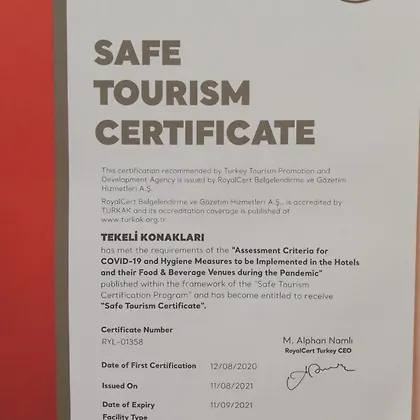 SAFE
TOURISM
CERTIFICATE
This certification recommended by Turkey Tourism Promotion and
Development Agency is issued by RoyalCert Belgelendirme ve Gözetim
Hizmetleri A.Ş.
RoyalCert Belgelendirme ve Gözetim Hizmetleri A.Ş., is accredited by
TURKAK and its accreditation coverage is published at
www.turkak.org.tr
TEKELİ KONAKLARI
has met the requirements of the "Assessment Criteria for
COVID-19 and Hygiene Measures to be Implemented in the Hotels
and their Food & Beverage Venues during the Pandemic"
published within the framework of the "Safe Tourism
Certification Program" and has become entitled to receive
"Safe Tourism Certificate".
Certificate Number
RYL-01358
M. Alphan Namlı
RoyalCert Turkey CEO
Date of First Certification 12/08/2020
Issued On 11/08/2021
Date of Expiry 11/09/2021
Facility Type